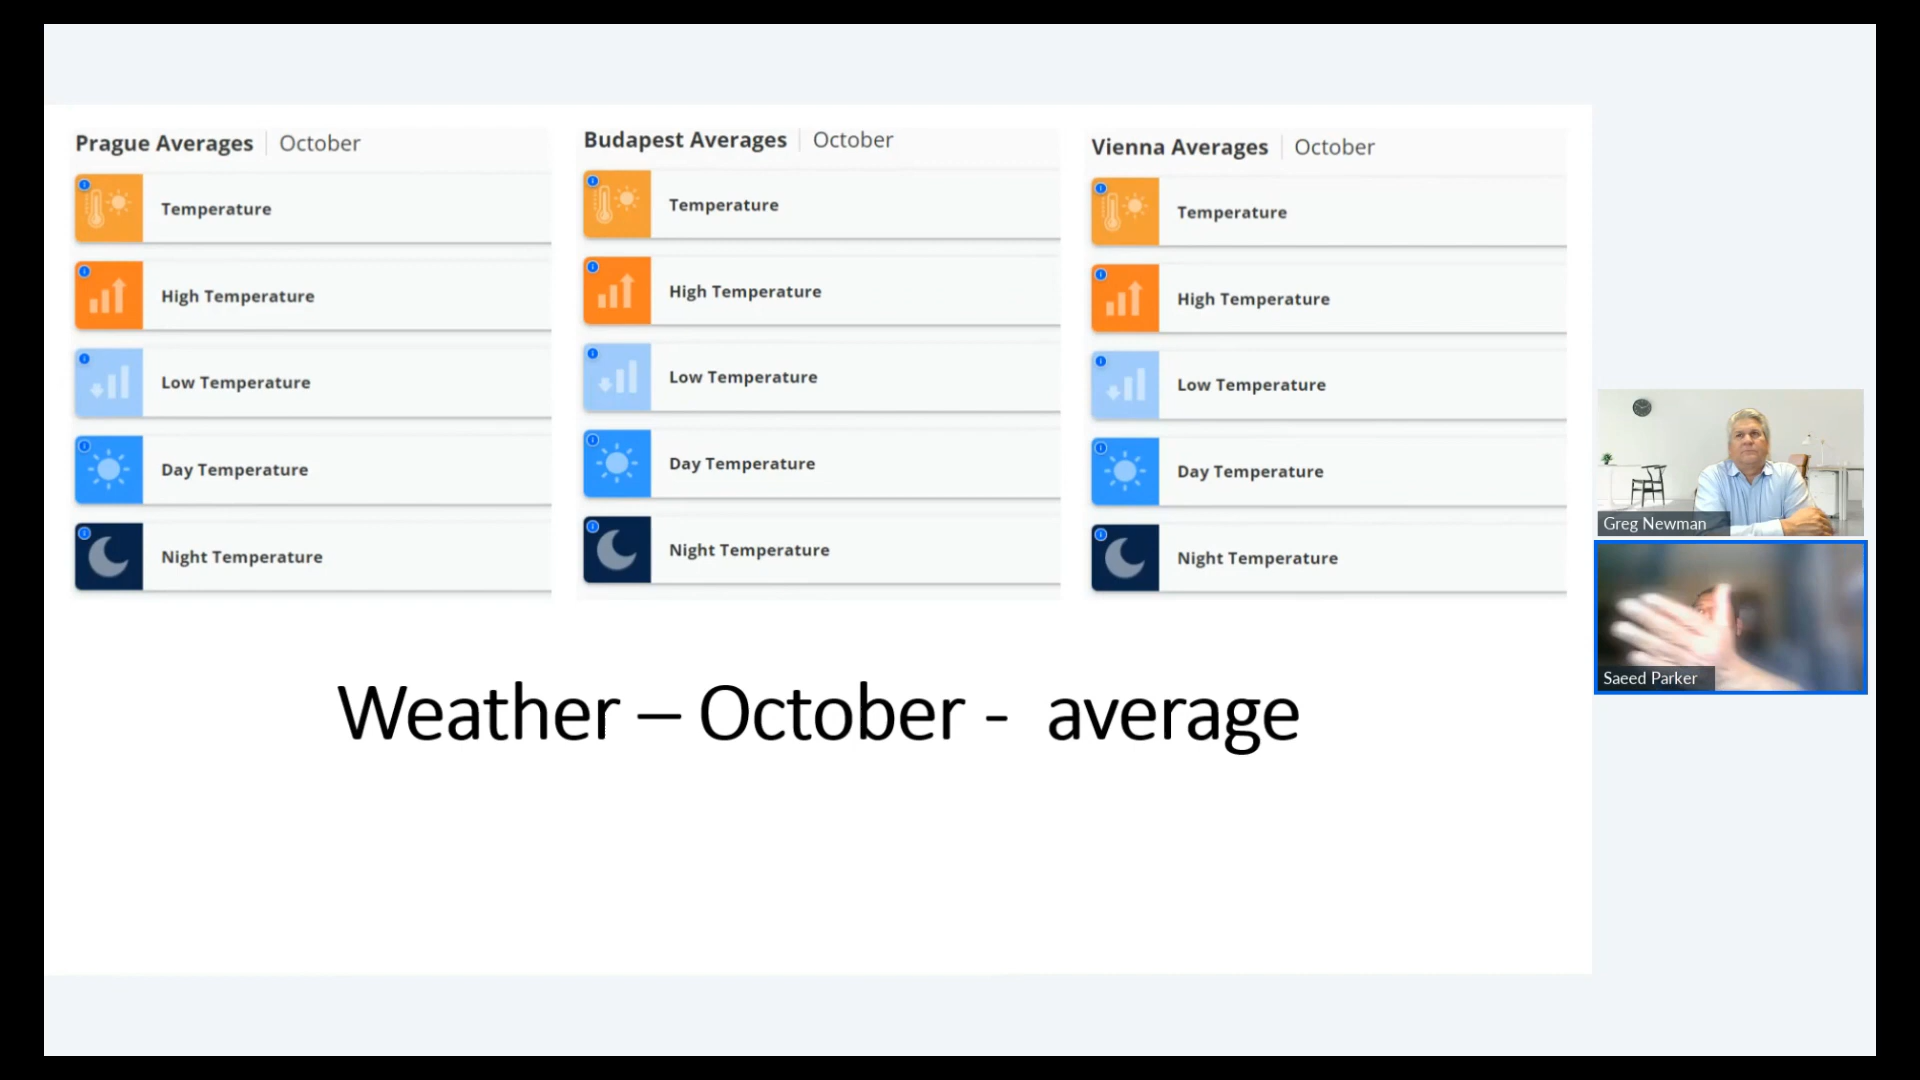 Prague Averages | October
Temperature
High Temperature
Low Temperature
Day Temperature
Night Temperature
Budapest Averages | October
Temperature
High Temperature
Low Temperature
Day Temperature
Night Temperature
Vienna Averages | October
Temperature
High Temperature
Low Temperature
Day Temperature
Night Temperature
Weather – October -  average
Greg Newman
Saeed Parker